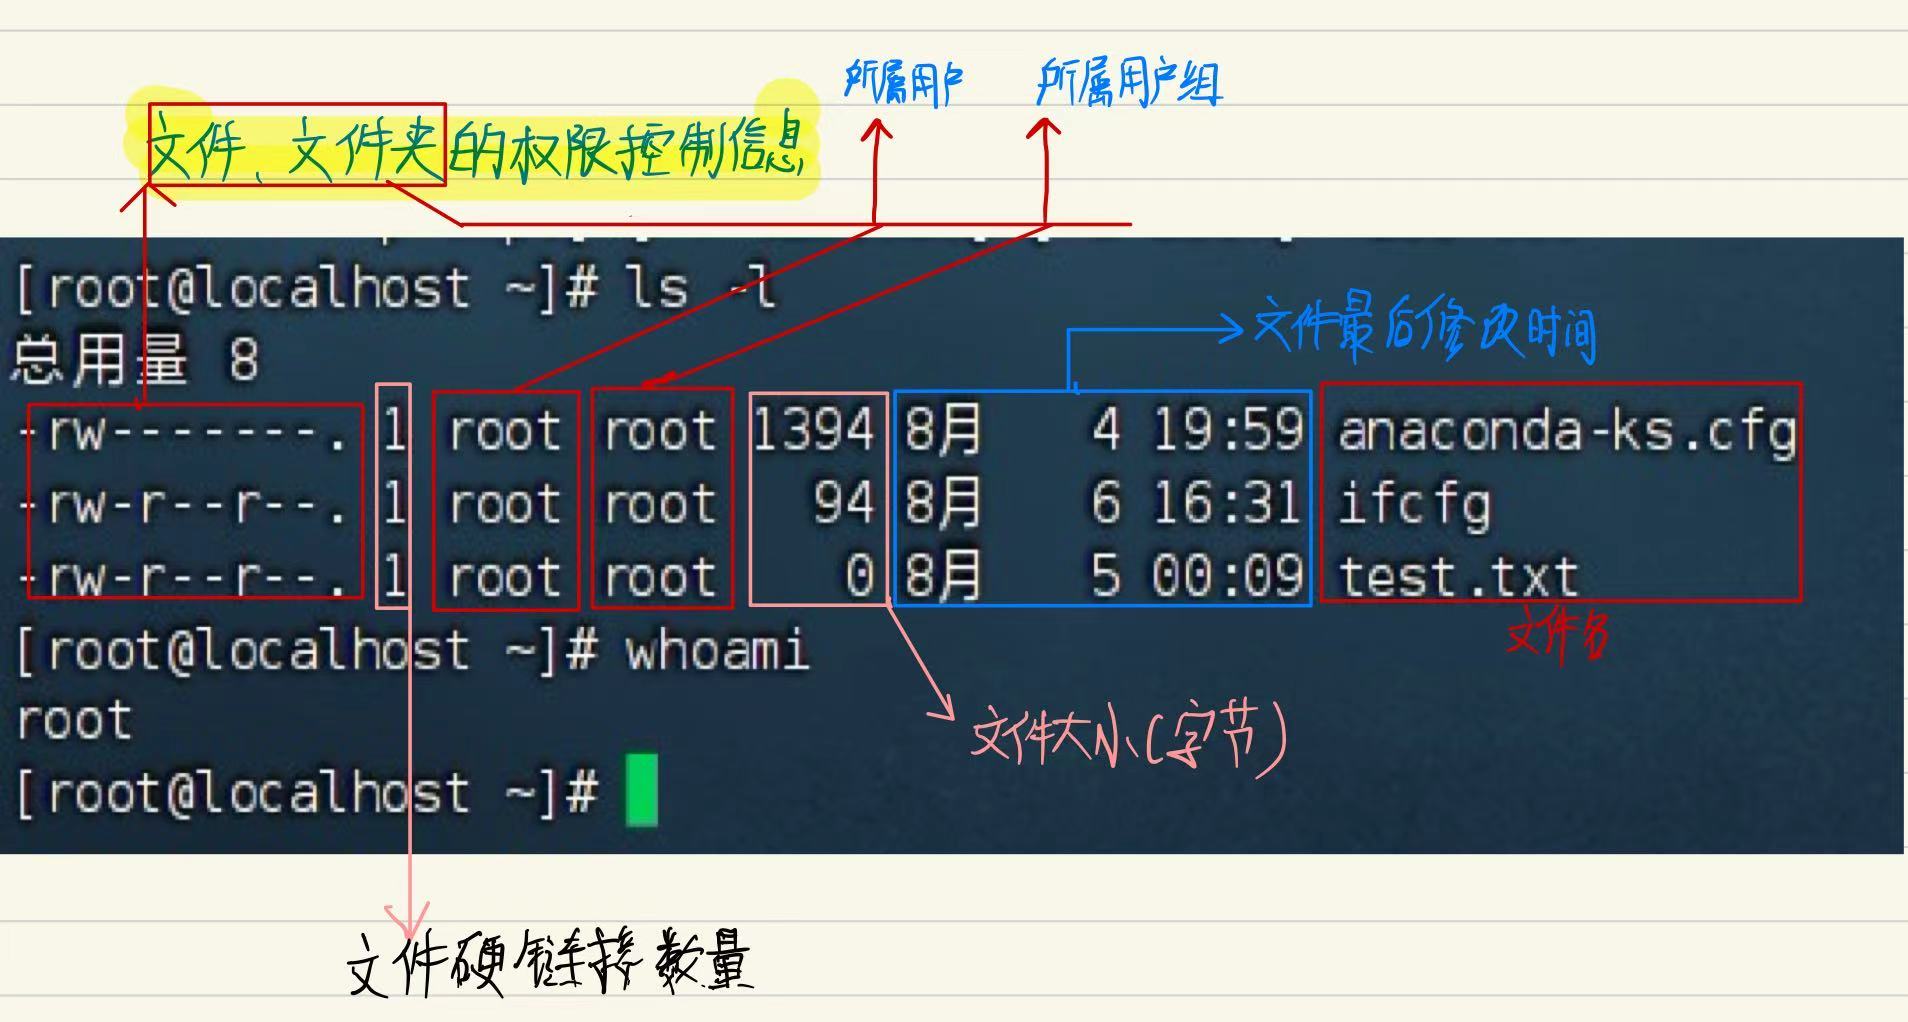 所属用户 所属用户组
文件、文件夹的权限控制信息
[root@localhost ~]# ls -l
文件最后修改时间
总用量 8
-rw-------. 1 root root 1394 8月 4 19:59 anaconda-ks.cfg
-rw-r--r--. 1 root root 94 8月 6 16:31 ifcfg
-rw-r--r--. 1 root root 0 8月 5 00:09 test.txt
文件名
[root@localhost ~]# whoami
root
文件大小(字节)
[root@localhost ~]#
文件硬链接数量